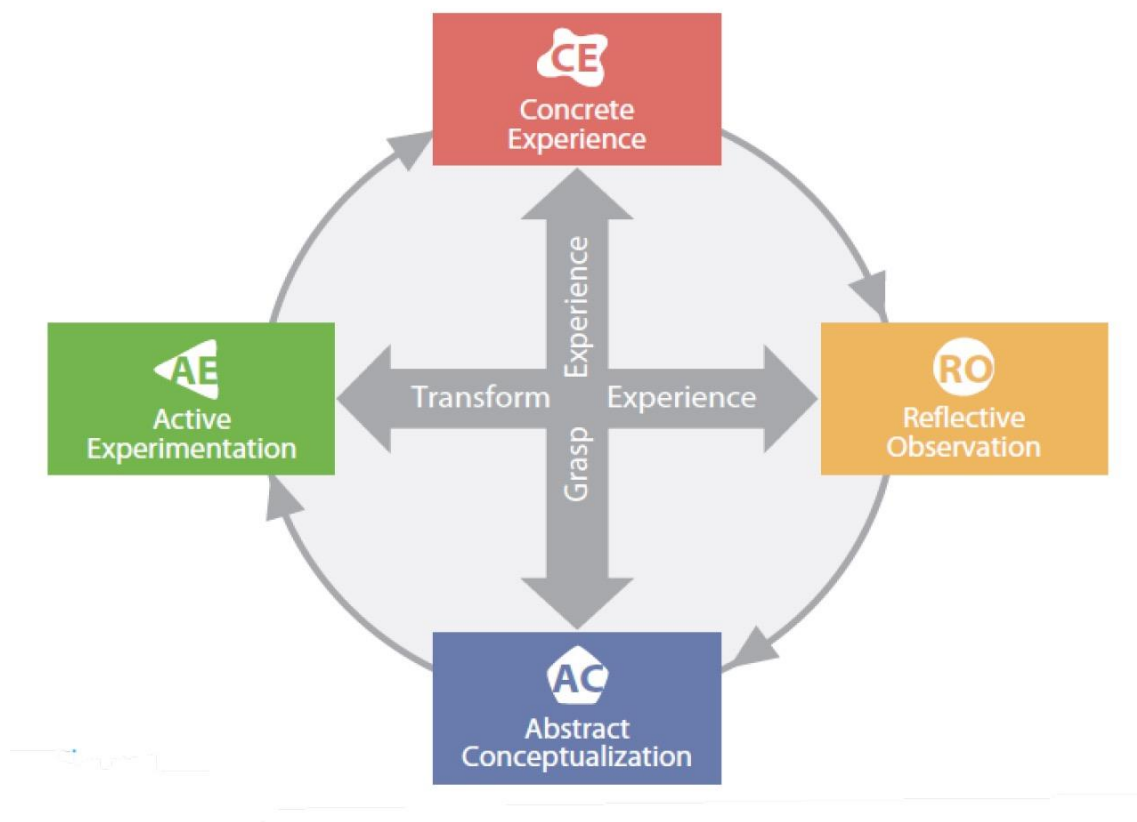 CE
Concrete
Experience
Experience
AE
Active
Experimentation
Transform Experience
RO
Reflective
Observation
Grasp
AC
Abstract
Conceptualization